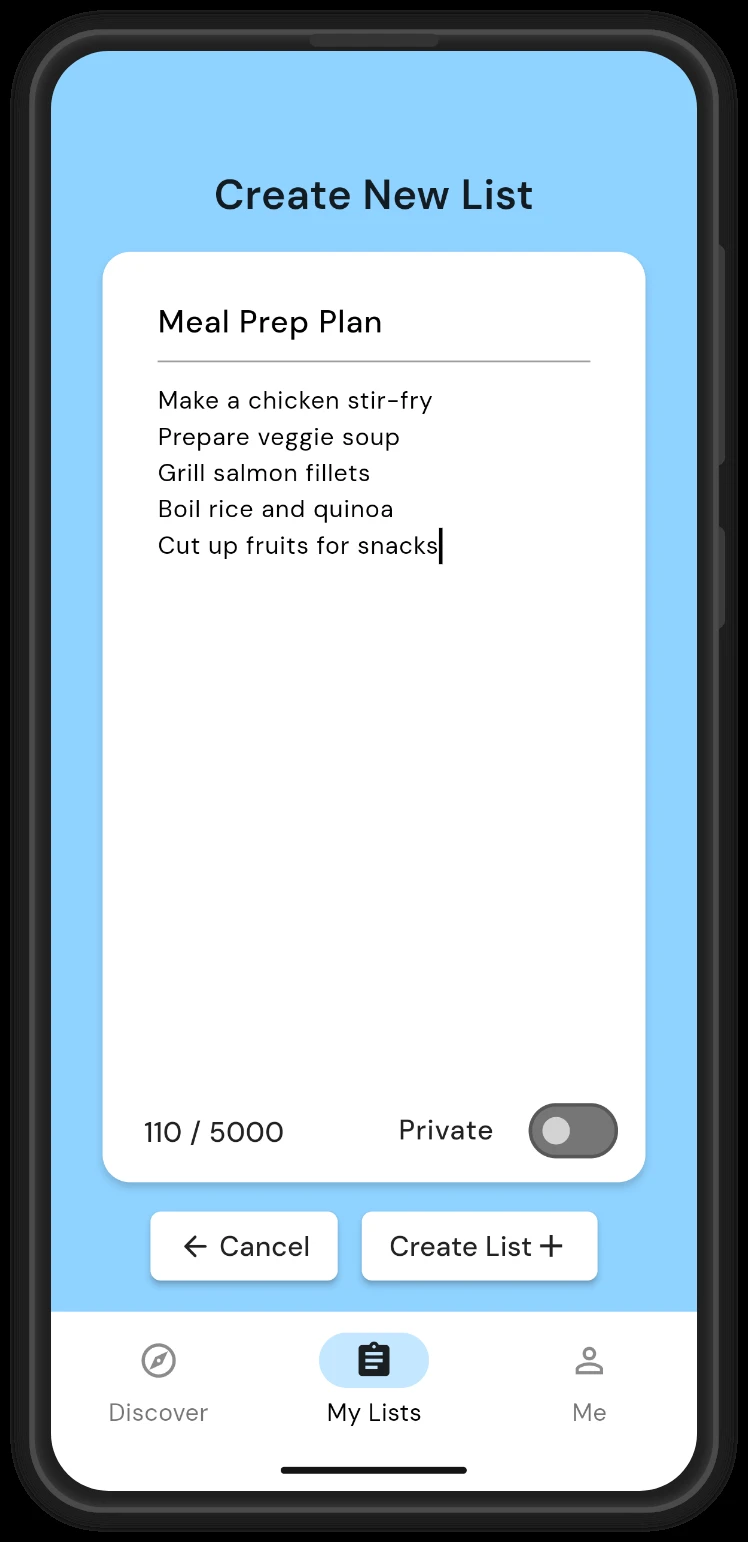 Create New List
Meal Prep Plan
Make a chicken stir-fry
Prepare veggie soup
Grill salmon fillets
Boil rice and quinoa
Cut up fruits for snacks
110 / 5000 Private
Cancel Create List
Discover My Lists Me